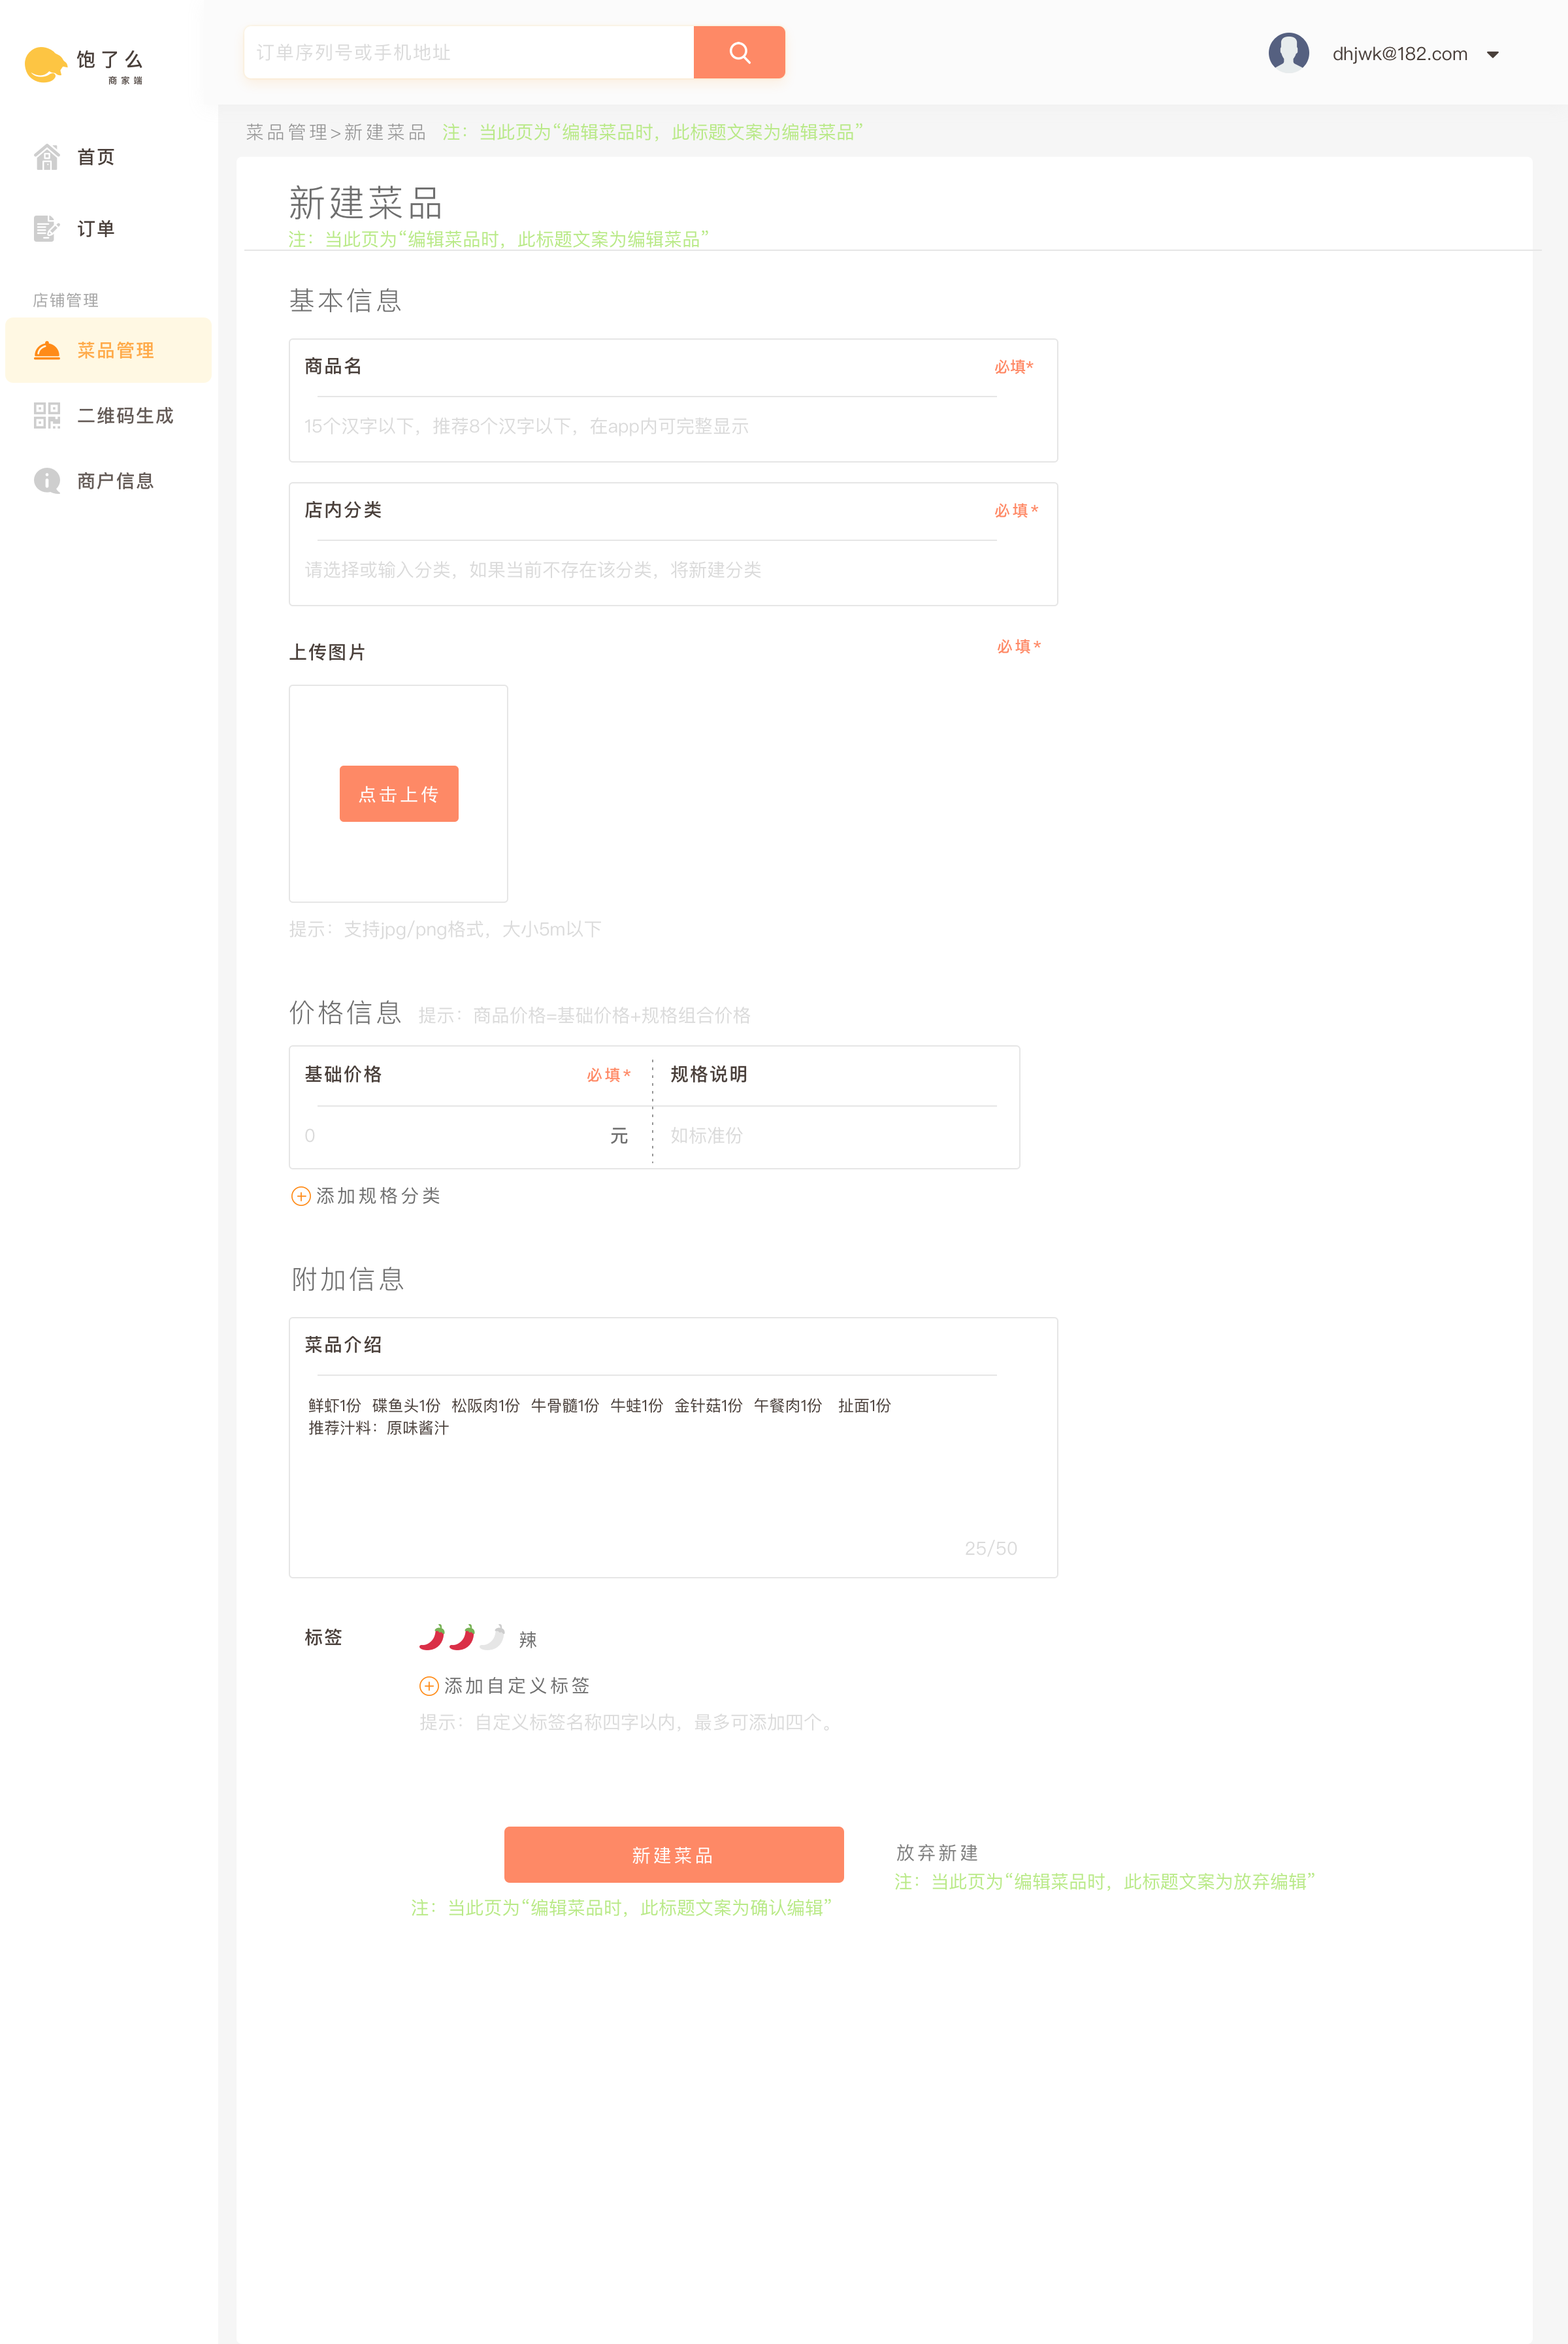 饱了么
商家端
订单序列号或手机地址
dhjwk@182.com
首页
订单
店铺管理
菜品管理
二维码生成
商户信息
菜品管理>新建菜品 注：当此页为“编辑菜品时，此标题文案为编辑菜品”
新建菜品
注：当此页为“编辑菜品时，此标题文案为编辑菜品”
基本信息
商品名 必填*
15个汉字以下，推荐8个汉字以下，在app内可完整显示
店内分类 必填*
请选择或输入分类，如果当前不存在该分类，将新建分类
上传图片 必填*
点击上传
提示：支持jpg/png格式，大小5m以下
价格信息 提示：商品价格=基础价格+规格组合价格
基础价格 必填* 规格说明
0 元 如标准份
添加规格分类
附加信息
菜品介绍
鲜虾1份 碟鱼头1份 松阪肉1份 牛骨髓1份 牛蛙1份 金针菇1份 午餐肉1份 扯面1份
推荐汁料：原味酱汁
25/50
标签 辣
添加自定义标签
提示：自定义标签名称四字以内，最多可添加四个。
新建菜品 放弃新建
注：当此页为“编辑菜品时，此标题文案为放弃编辑”
注：当此页为“编辑菜品时，此标题文案为确认编辑”